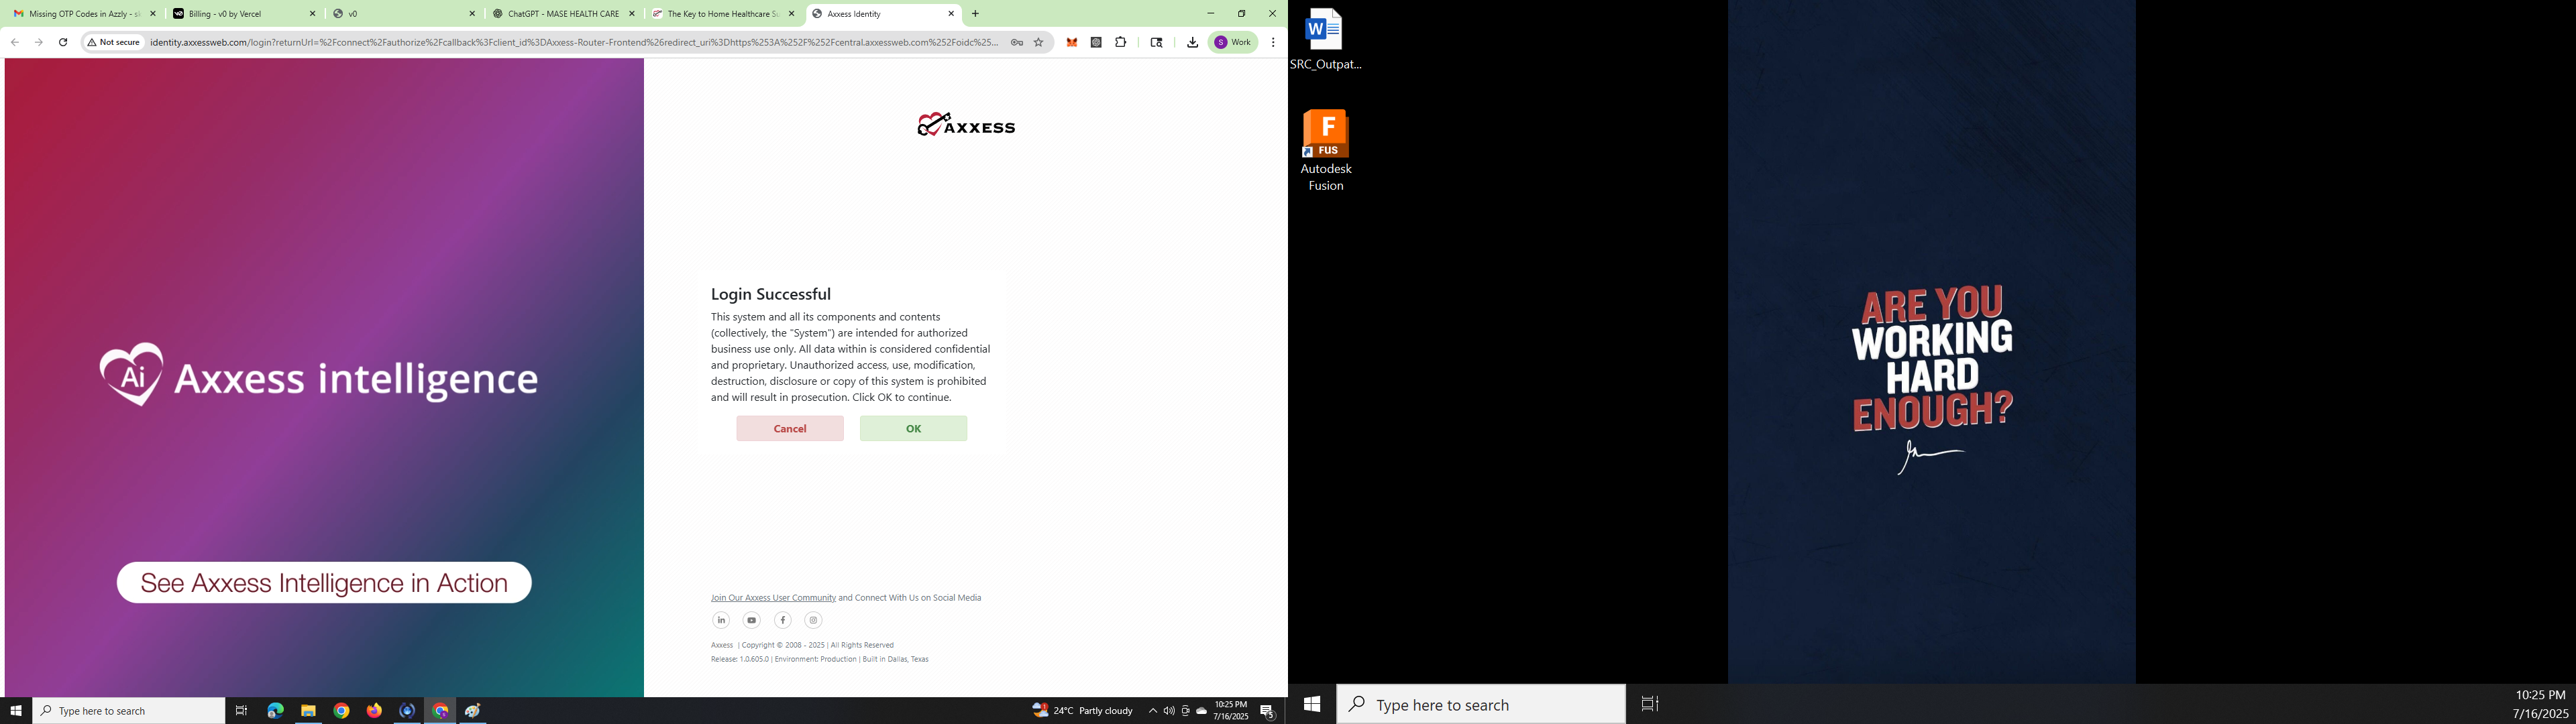 Missing OTP Codes in Azzly - sl
Billing - v0 by Vercel
v0
ChatGPT - MASE HEALTH CARE
The Key to Home Healthcare Su
Axxess Identity
Not secure
identity.axxessweb.com/login?returnUrl=%2Fconnect%2Fauthorize%2Fcallback%3Fclient_id%3DAxxess-Router-Frontend%26redirect_uri%3Dhttps%253A%252F%252Fcentral.axxessweb.com%252Foidc%25...
S Work
AXXESS
Ai Axxess intelligence
See Axxess Intelligence in Action
Login Successful
This system and all its components and contents
(collectively, the "System") are intended for authorized
business use only. All data within is considered confidential
and proprietary. Unauthorized access, use, modification,
destruction, disclosure or copy of this system is prohibited
and will result in prosecution. Click OK to continue.
Cancel OK
Join Our Axxess User Community and Connect With Us on Social Media
in f
Axxess | Copyright © 2008 - 2025 | All Rights Reserved
Release: 1.0.605.0 | Environment: Production | Built in Dallas, Texas
Type here to search
24°C Partly cloudy
10:25 PM
7/16/2025
5
W
SRC_Outpat...
F
FUS
Autodesk
Fusion
ARE YOU
WORKING
HARD
ENOUGH?
Type here to search
10:25 PM
7/16/2025